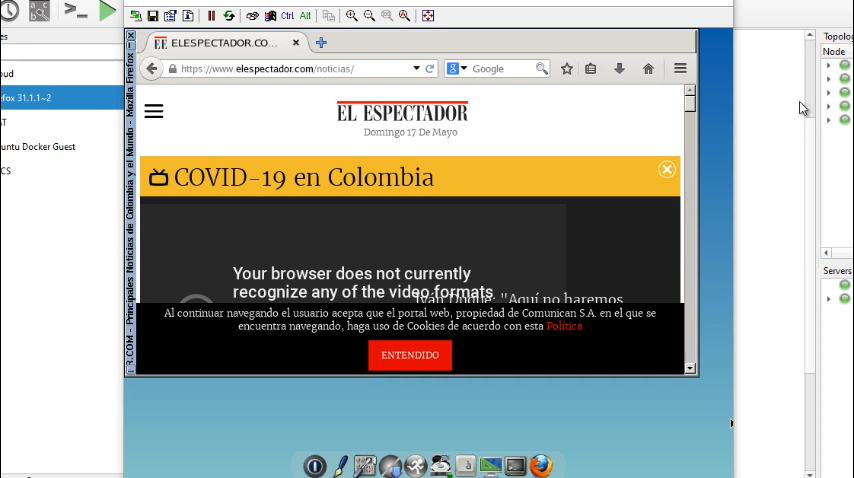 Ctrl Alt
Topolog
es
Node
oud
efox 31.1.1~2
AT
untu Docker Guest
CS
R.COM - Principales Noticias de Colombia y el Mundo - Mozilla Firefox
EE ELESPECTADOR.CO...
https://www.elespectador.com/noticias/
Google
EL ESPECTADOR
Domingo 17 De Mayo
COVID-19 en Colombia
Your browser does not currently
recognize any of the video formats
Iván Duque: "Aquí no haremos
Al continuar navegando el usuario acepta que el portal web, propiedad de Comunican S.A. en el que se
encuentra navegando, haga uso de Cookies de acuerdo con esta Política
ENTENDIDO
Servers